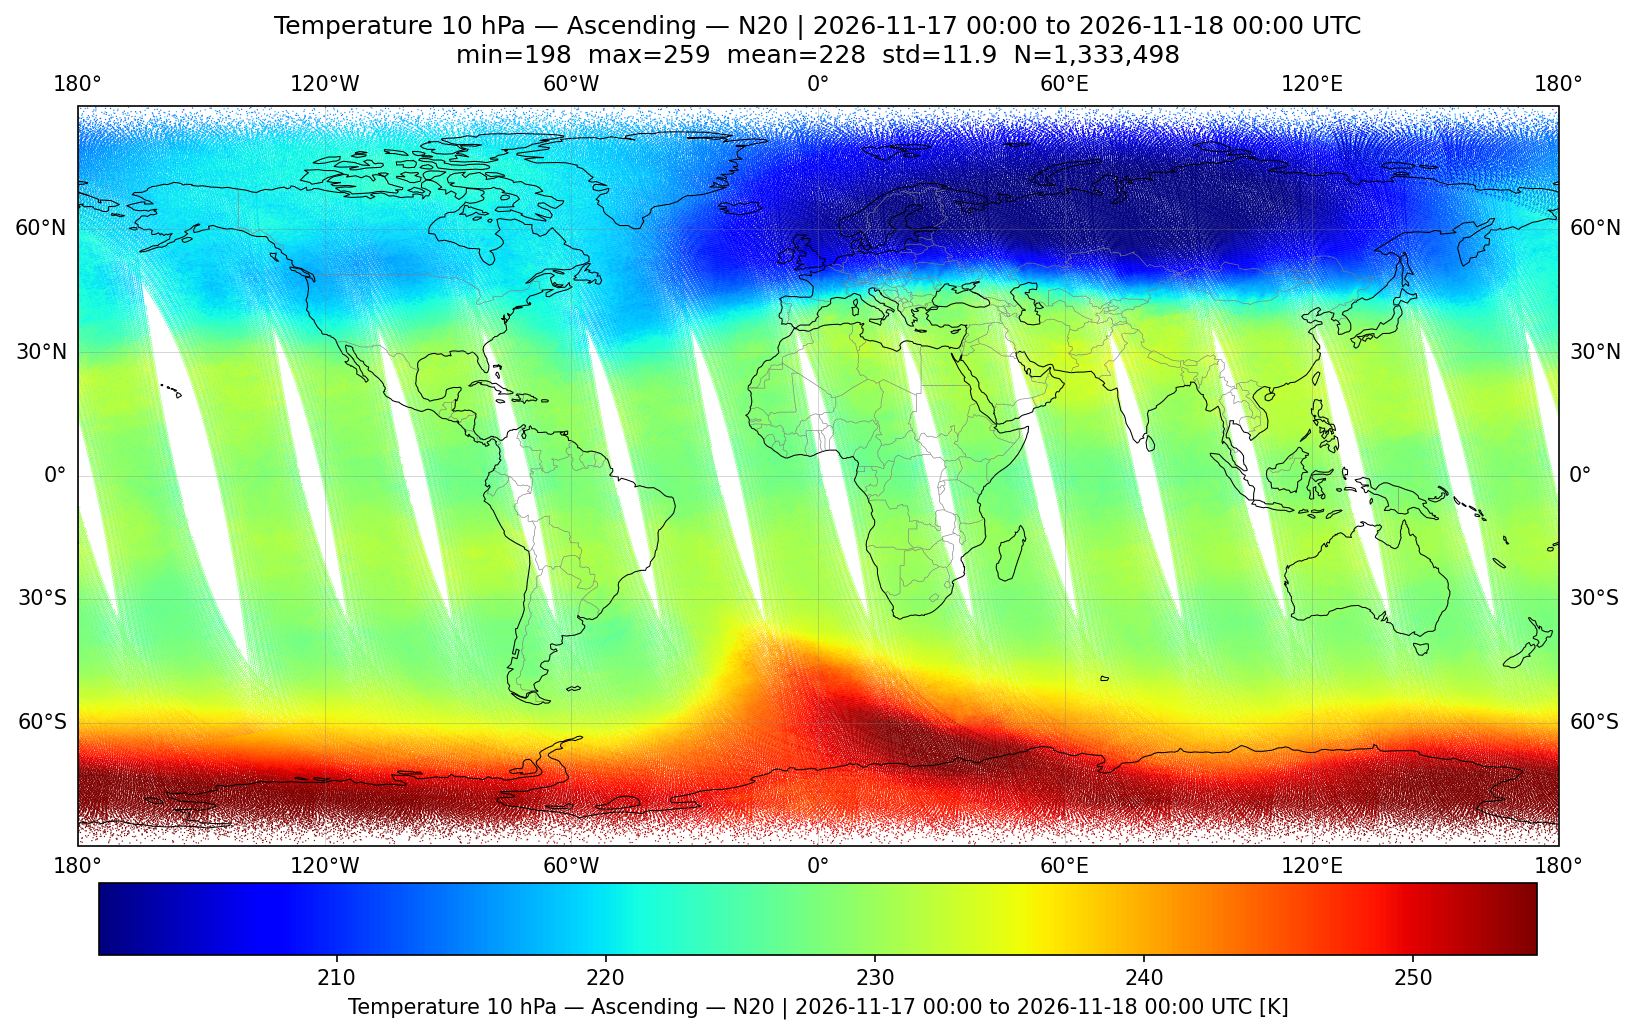 Temperature 10 hPa — Ascending — N20 | 2026-11-17 00:00 to 2026-11-18 00:00 UTC
min=198  max=259  mean=228  std=11.9  N=1,333,498
180° 120°W 60°W 0° 60°E 120°E 180°
60°N 60°N
30°N 30°N
0° 0°
30°S 30°S
60°S 60°S
180° 120°W 60°W 0° 60°E 120°E 180°
210 220 230 240 250
Temperature 10 hPa — Ascending — N20 | 2026-11-17 00:00 to 2026-11-18 00:00 UTC [K]